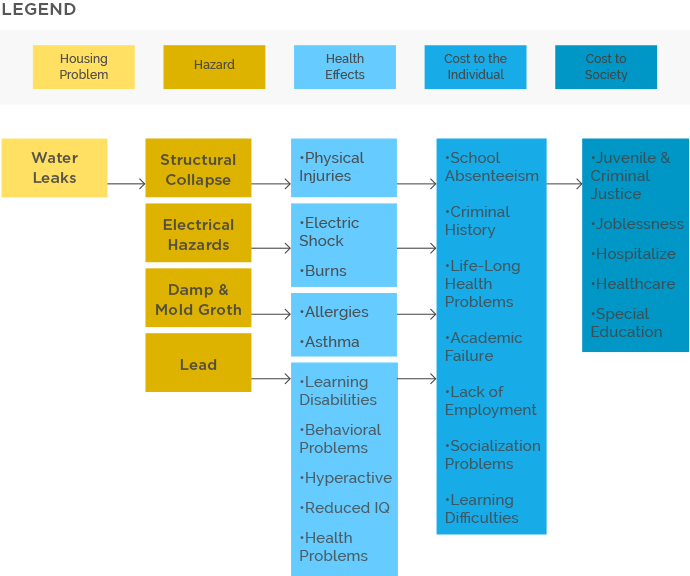 LEGEND
Housing
Problem
Hazard
Health
Effects
Cost to the
Individual
Cost to
Society
Water
Leaks
Structural
Collapse
Electrical
Hazards
Damp &
Mold Groth
Lead
•Physical
Injuries
•Electric
Shock
•Burns
•Allergies
•Asthma
•Learning
Disabilities
•Behavioral
Problems
•Hyperactive
•Reduced IQ
•Health
Problems
•School
Absenteeism
•Criminal
History
•Life-Long
Health
Problems
•Academic
Failure
•Lack of
Employment
•Socialization
Problems
•Learning
Difficulties
•Juvenile &
Criminal
Justice
•Joblessness
•Hospitalize
•Healthcare
•Special
Education